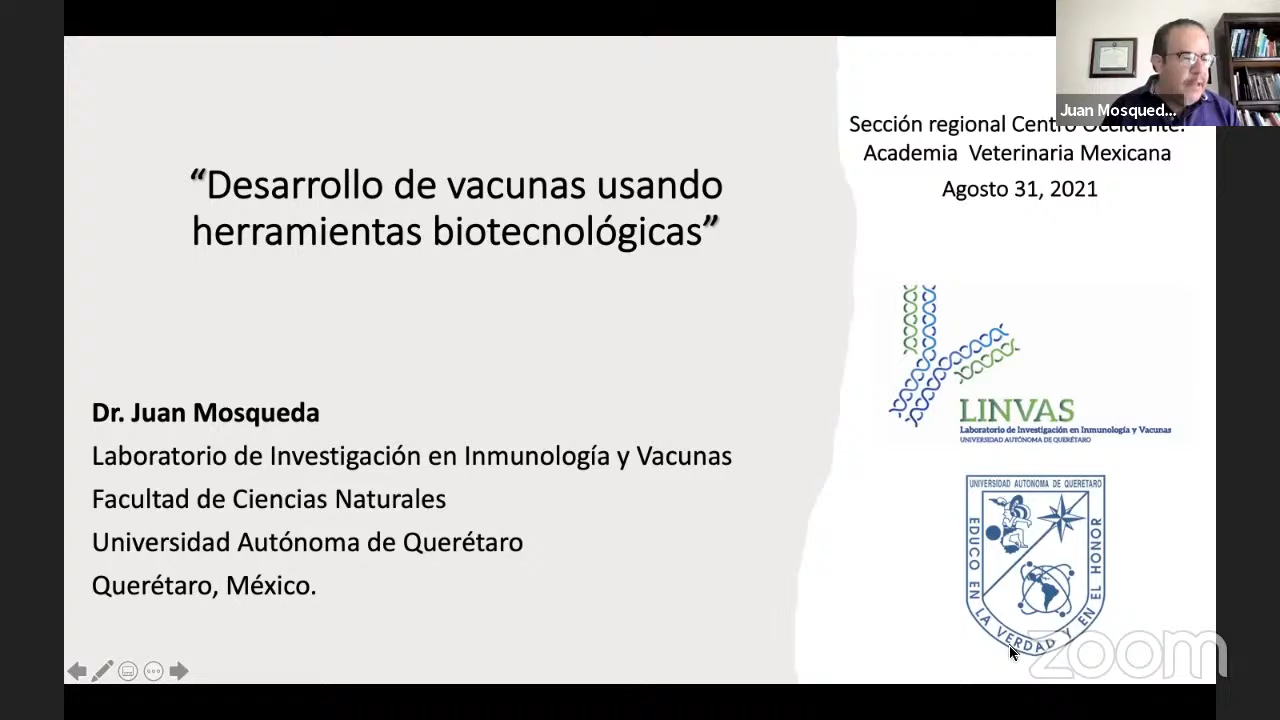 “Desarrollo de vacunas usando
herramientas biotecnológicas”
Dr. Juan Mosqueda
Laboratorio de Investigación en Inmunología y Vacunas
Facultad de Ciencias Naturales
Universidad Autónoma de Querétaro
Querétaro, México.
Juan Mosqued...
Sección regional Centro Occidente.
Academia Veterinaria Mexicana
Agosto 31, 2021
LINVAS
Laboratorio de Investigación en Inmunología y Vacunas
UNIVERSIDAD AUTÓNOMA DE QUERÉTARO
UNIVERSIDAD AUTONOMA DE QUERETARO
EDUCO EN LA VERDAD Y EN EL HONOR
zoom